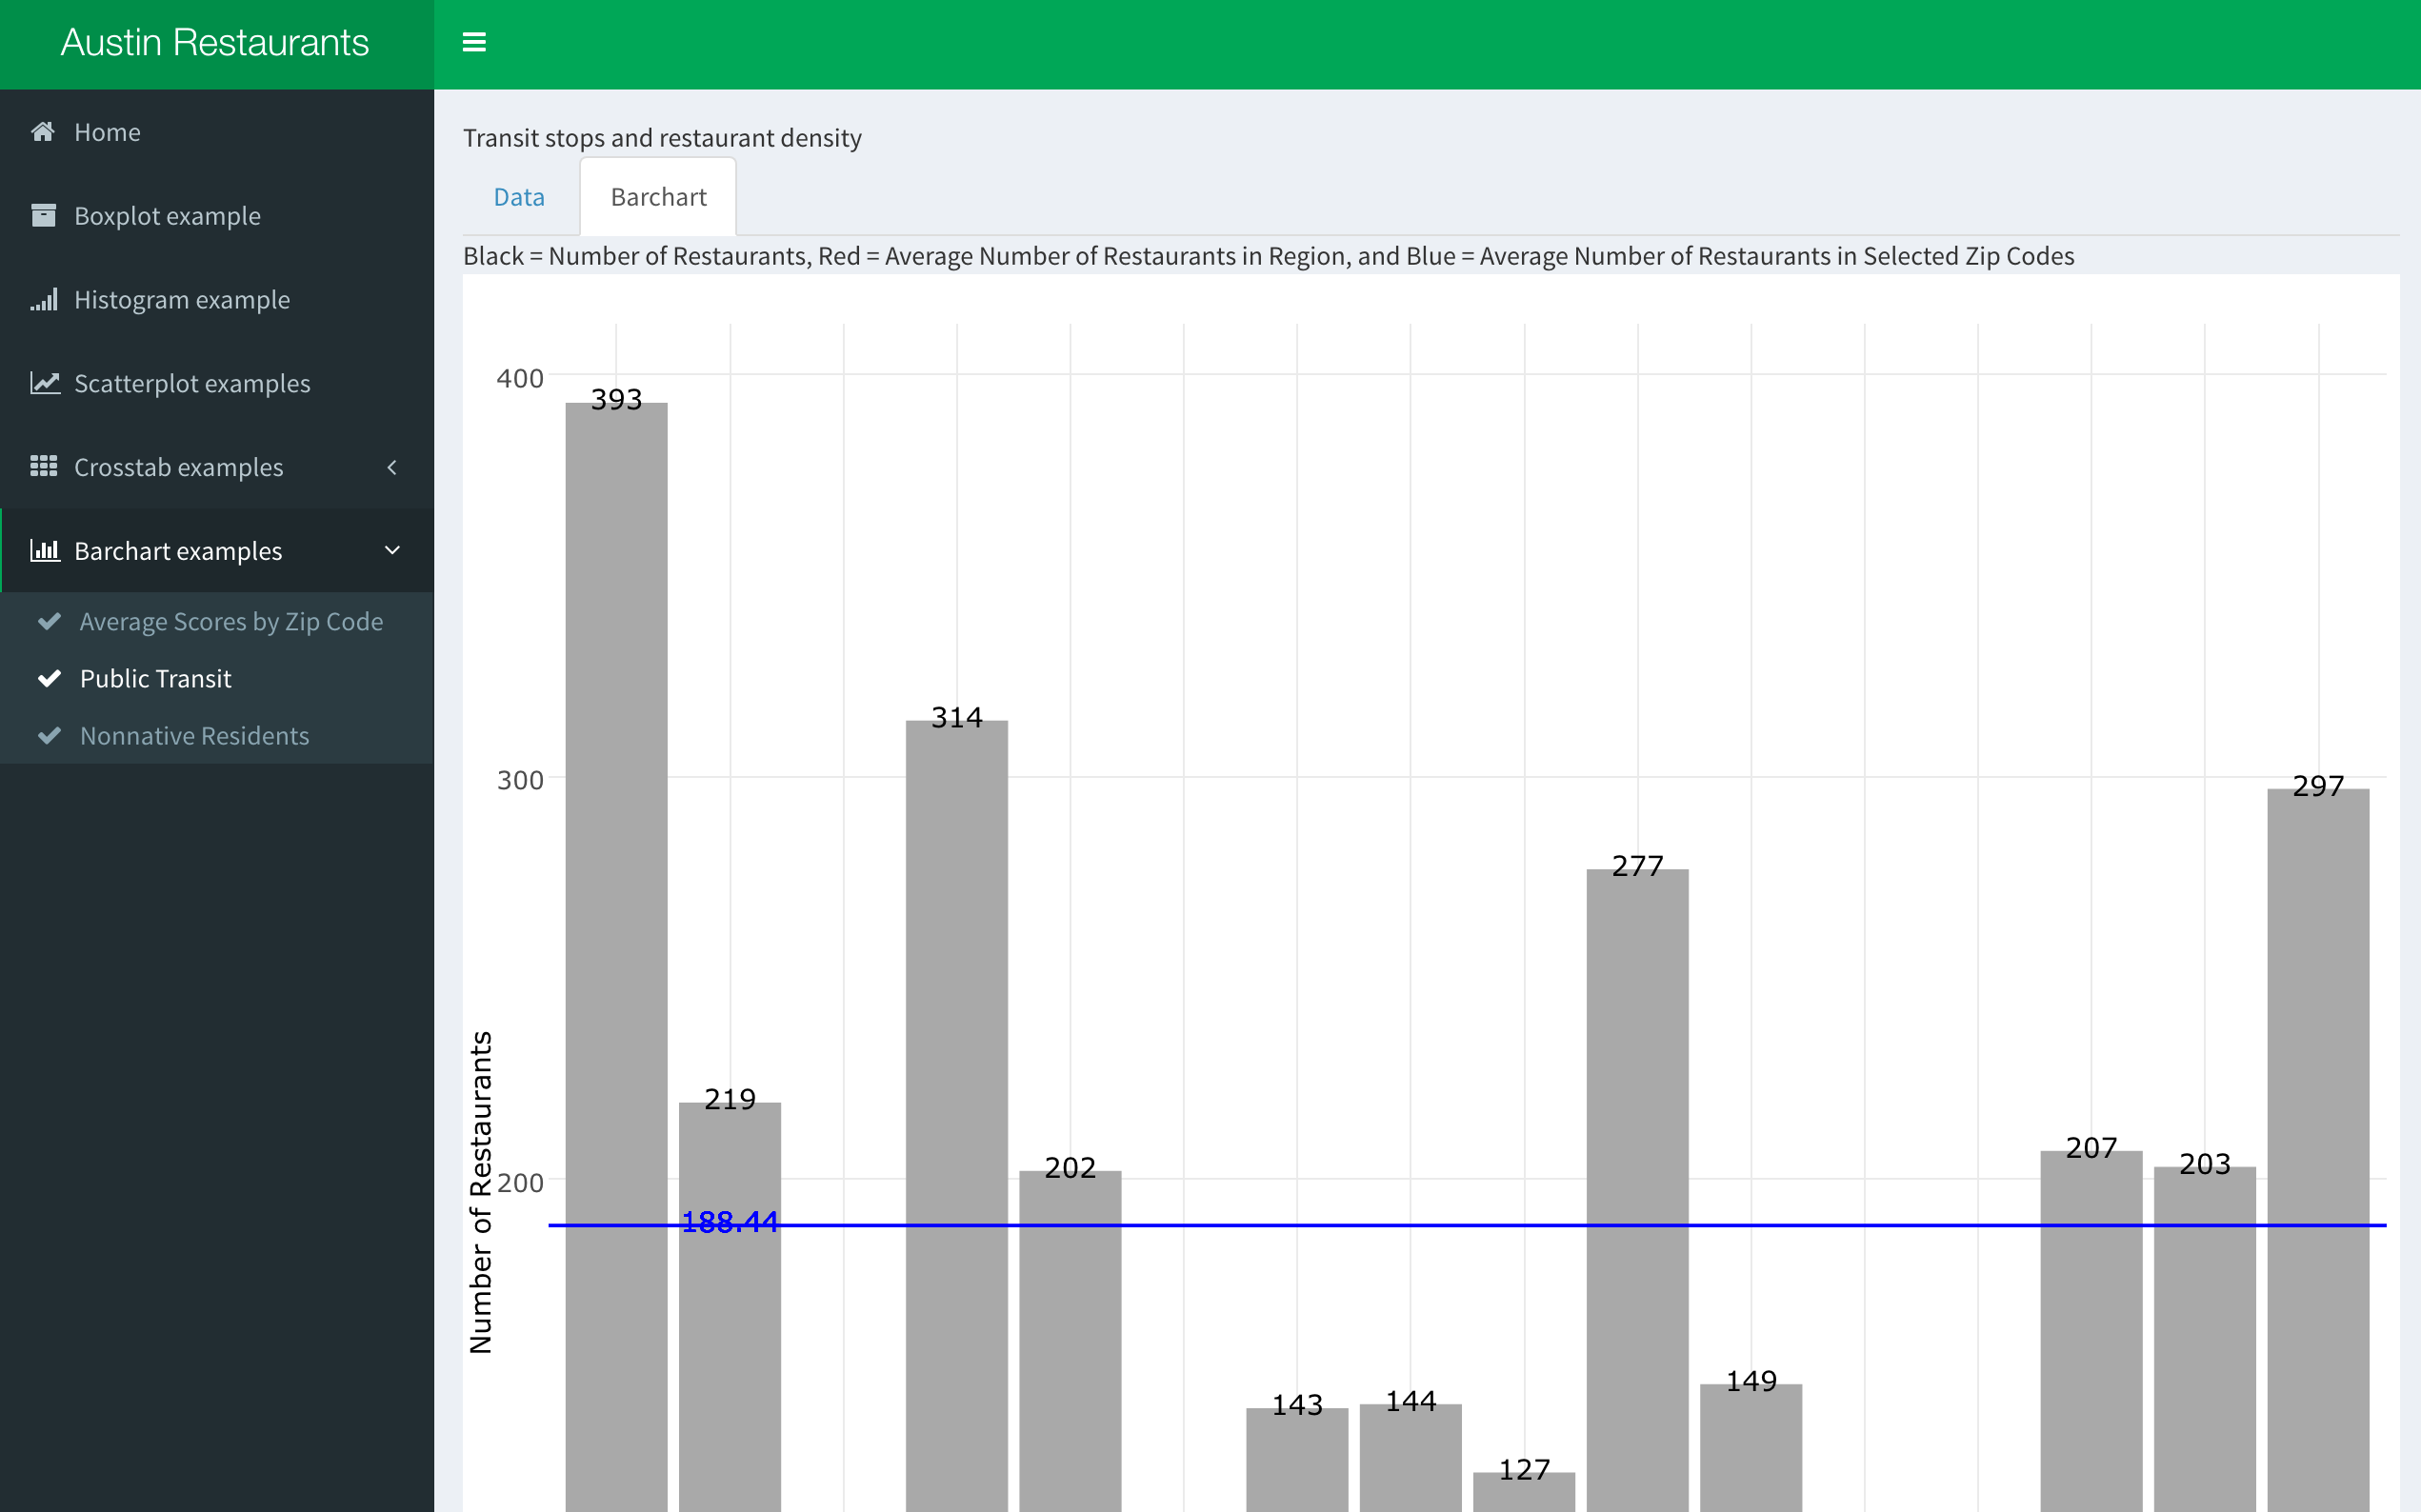 Austin Restaurants
Home
Boxplot example
Histogram example
Scatterplot examples
Crosstab examples
Barchart examples
Average Scores by Zip Code
Public Transit
Nonnative Residents
Transit stops and restaurant density
Data
Barchart
Black = Number of Restaurants, Red = Average Number of Restaurants in Region, and Blue = Average Number of Restaurants in Selected Zip Codes
400
393
314
300
297
277
219
207
203
202
200
188.44
149
144
143
127
Number of Restaurants